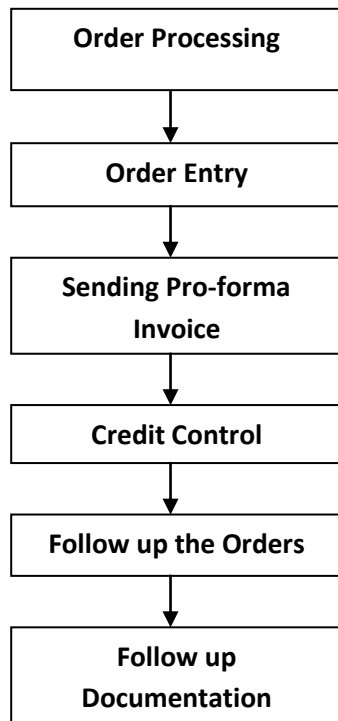 Order Processing
Order Entry
Sending Pro-forma
Invoice
Credit Control
Follow up the Orders
Follow up
Documentation